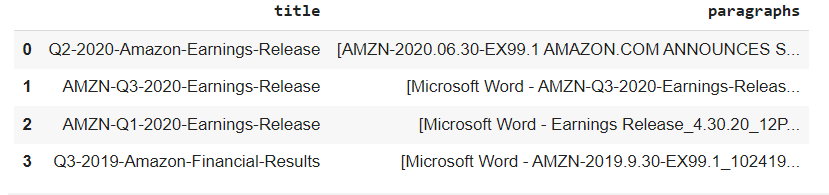 title paragraphs
0 Q2-2020-Amazon-Earnings-Release [AMZN-2020.06.30-EX99.1 AMAZON.COM ANNOUNCES S...
1 AMZN-Q3-2020-Earnings-Release [Microsoft Word - AMZN-Q3-2020-Earnings-Releas...
2 AMZN-Q1-2020-Earnings-Release [Microsoft Word - Earnings Release_4.30.20_12P...
3 Q3-2019-Amazon-Financial-Results [Microsoft Word - AMZN-2019.9.30-EX99.1_102419...